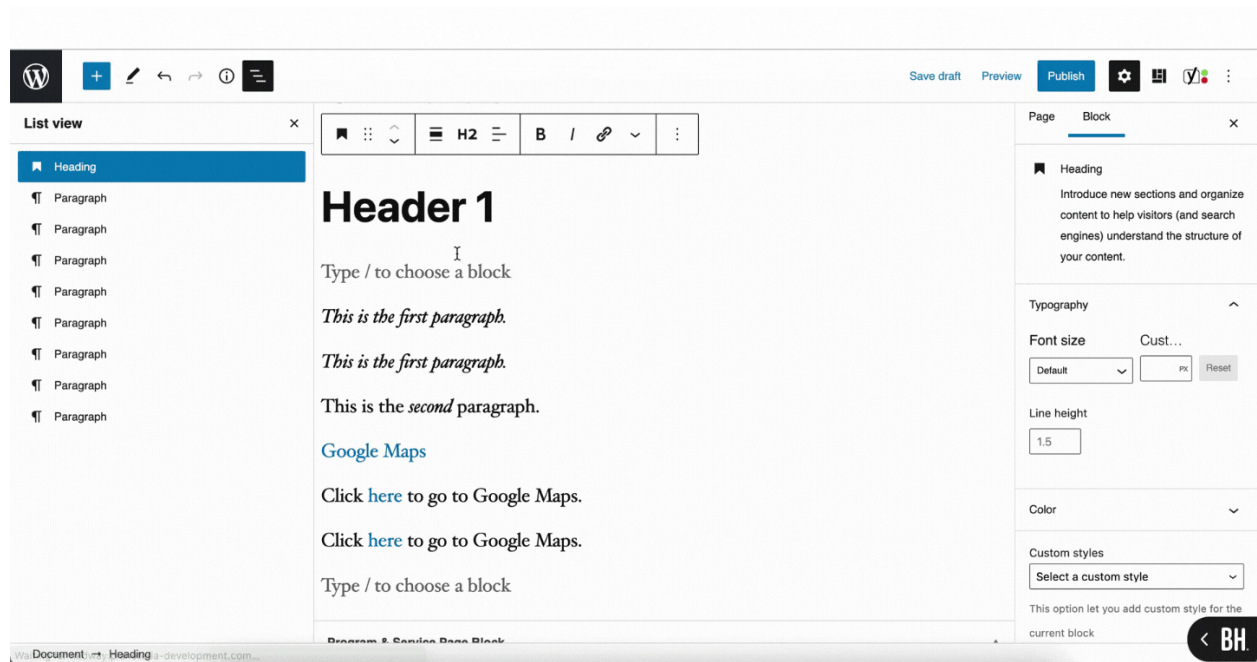 Save draft
Preview
Publish
List view
Page
Block
H2
B
I
Heading
Paragraph
Paragraph
Paragraph
Paragraph
Paragraph
Paragraph
Paragraph
Paragraph
Header 1
Type / to choose a block
This is the first paragraph.
This is the first paragraph.
This is the second paragraph.
Google Maps
Click here to go to Google Maps.
Click here to go to Google Maps.
Type / to choose a block
Program & Service Page Block
Heading
Introduce new sections and organize
content to help visitors (and search
engines) understand the structure of
your content.
Typography
Font size
Cust...
Default
PX
Reset
Line height
1.5
Color
Custom styles
Select a custom style
This option let you add custom style for the
current block
BH.
Document → Heading